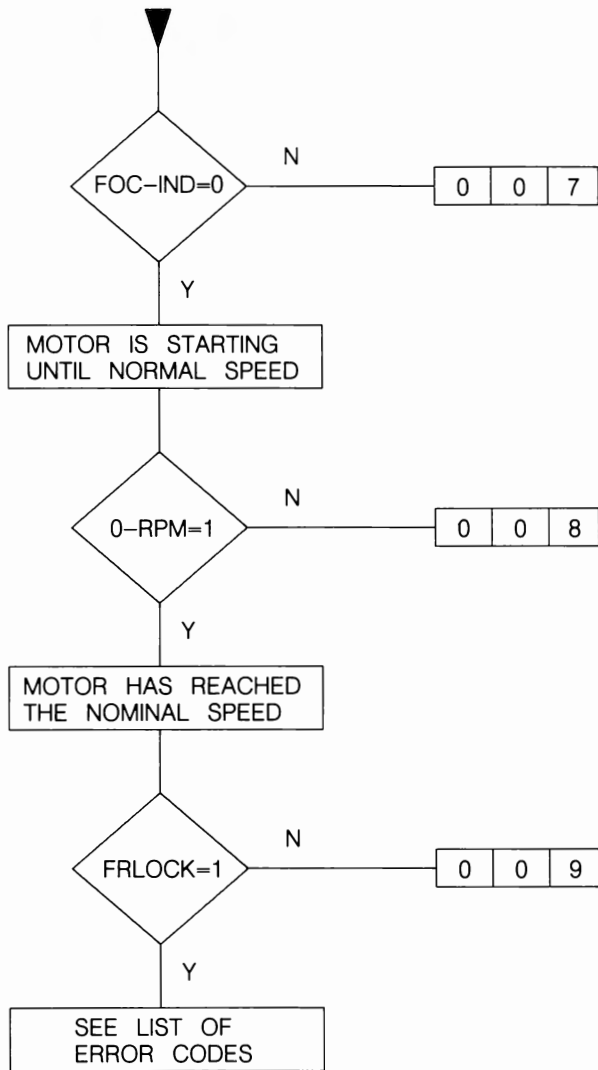 FOC-IND=0
N
0 0 7
Y
MOTOR IS STARTING
UNTIL NORMAL SPEED
0-RPM=1
N
0 0 8
Y
MOTOR HAS REACHED
THE NOMINAL SPEED
FRLOCK=1
N
0 0 9
Y
SEE LIST OF
ERROR CODES